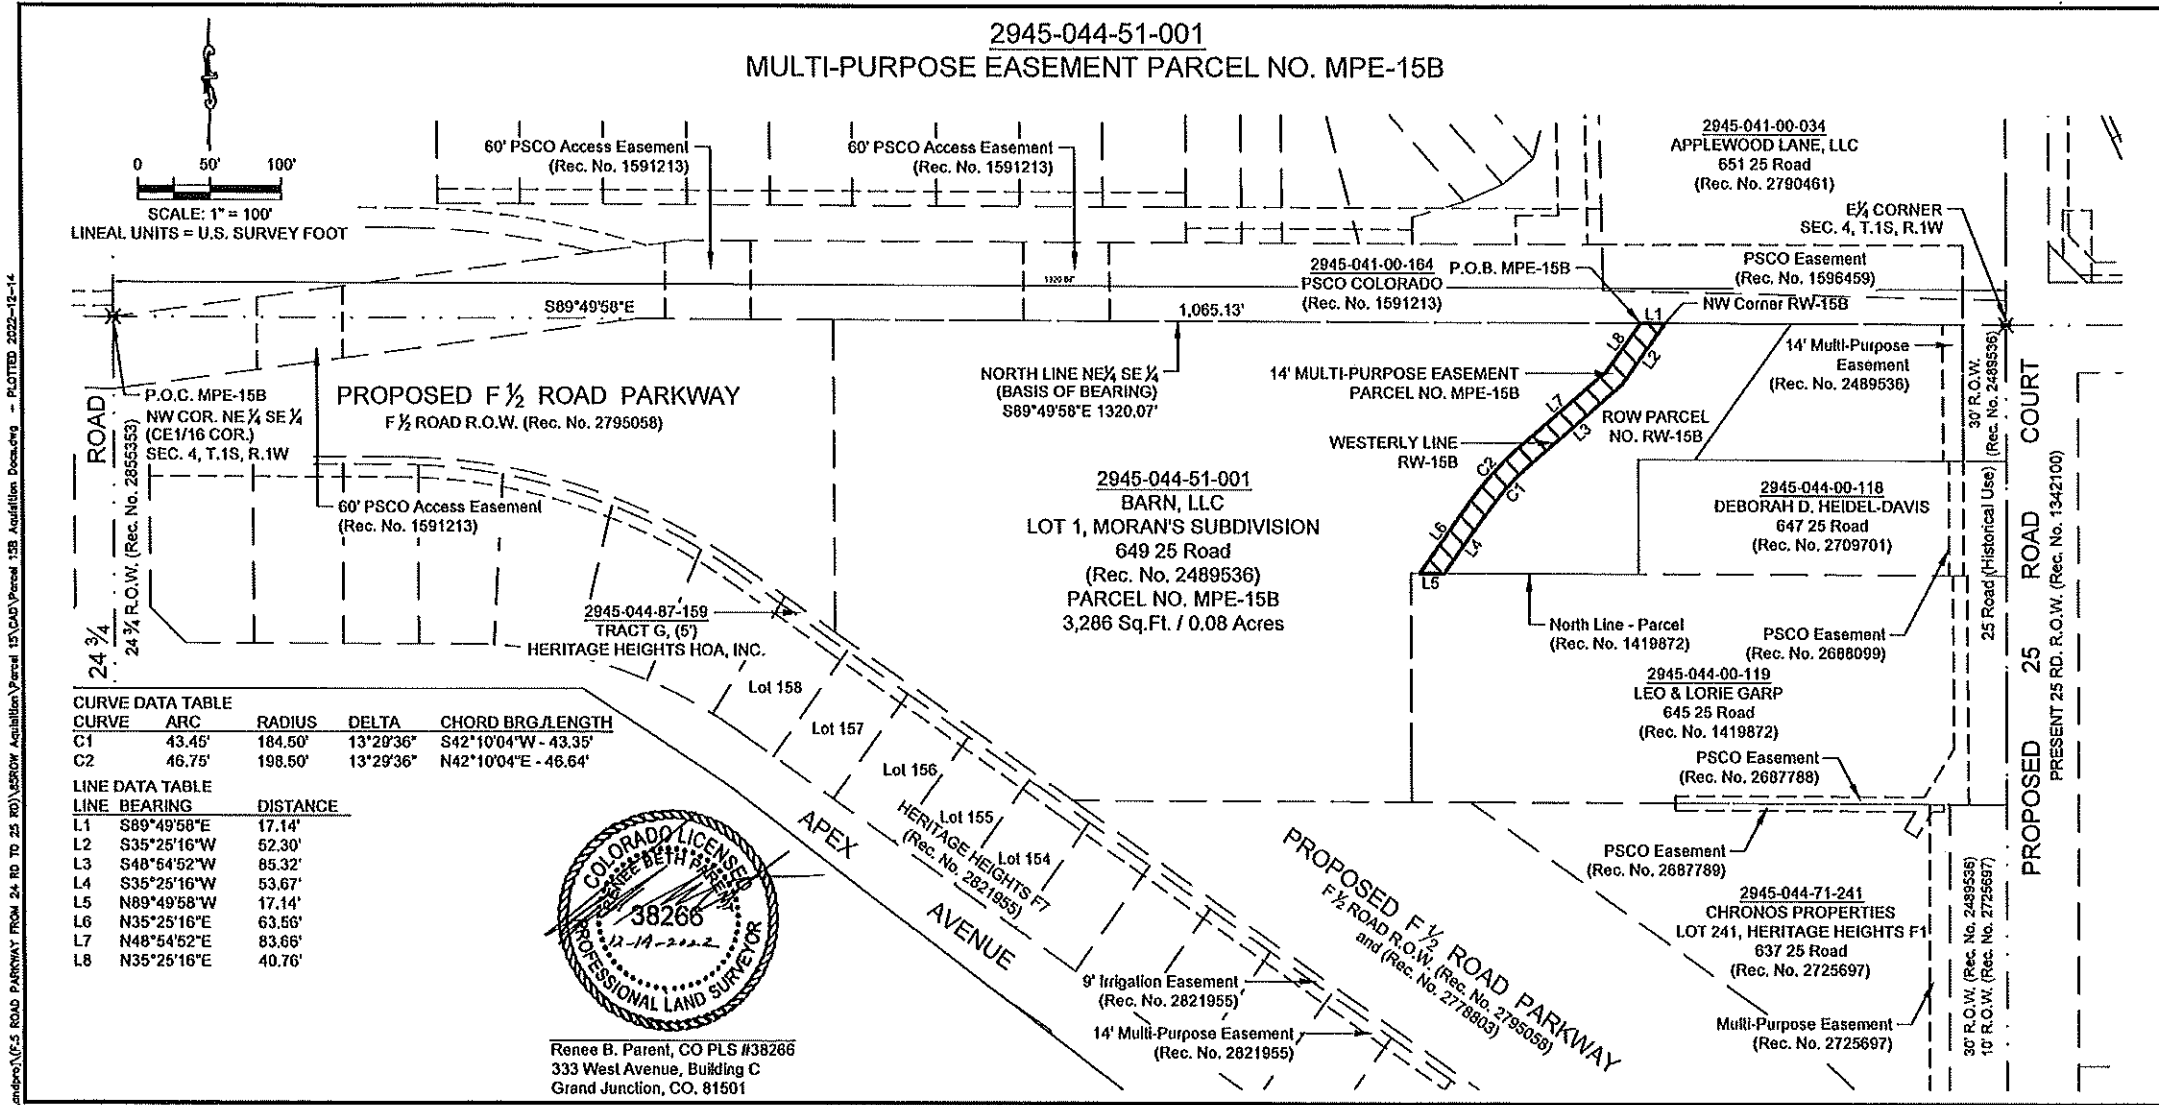 2945-044-51-001
MULTI-PURPOSE EASEMENT PARCEL NO. MPE-15B
0 50' 100'
SCALE: 1" = 100'
LINEAL UNITS = U.S. SURVEY FOOT
60' PSCO Access Easement
(Rec. No. 1591213)
60' PSCO Access Easement
(Rec. No. 1591213)
2945-041-00-034
APPLEWOOD LANE, LLC
651 25 Road
(Rec. No. 2790461)
E¼ CORNER
SEC. 4, T.1S, R.1W
2945-041-00-164
PSCO COLORADO
(Rec. No. 1591213)
P.O.B. MPE-15B
PSCO Easement
(Rec. No. 1596459)
NW Corner RW-15B
S89°49'58"E
1,065.13'
L1
L8
L2
14' Multi-Purpose
Easement
(Rec. No. 2489536)
P.O.C. MPE-15B
NW COR. NE¼ SE¼
(CE1/16 COR.)
SEC. 4, T.1S, R.1W
PROPOSED F½ ROAD PARKWAY
F½ ROAD R.O.W. (Rec. No. 2795058)
NORTH LINE NE¼ SE¼
(BASIS OF BEARING)
S89°49'58"E 1320.07'
14' MULTI-PURPOSE EASEMENT
PARCEL NO. MPE-15B
L7
L3
ROW PARCEL
NO. RW-15B
WESTERLY LINE
RW-15B
C2
C1
L6
L4
L5
24 ¾ ROAD
24 ¾ R.O.W. (Rec. No. 2855353)
60' PSCO Access Easement
(Rec. No. 1591213)
2945-044-51-001
BARN, LLC
LOT 1, MORAN'S SUBDIVISION
649 25 Road
(Rec. No. 2489536)
PARCEL NO. MPE-15B
3,286 Sq.Ft. / 0.08 Acres
2945-044-00-118
DEBORAH D. HEIDEL-DAVIS
647 25 Road
(Rec. No. 2709701)
30' R.O.W.
(Rec. No. 2489536)
25 Road (Historical Use)
PROPOSED 25 ROAD COURT
PRESENT 25 RD. R.O.W. (Rec. No. 1342100)
2945-044-87-159
TRACT G, (5')
HERITAGE HEIGHTS HOA, INC.
North Line - Parcel
(Rec. No. 1419872)
PSCO Easement
(Rec. No. 2688099)
2945-044-00-119
LEO & LORIE GARP
645 25 Road
(Rec. No. 1419872)
PSCO Easement
(Rec. No. 2687788)
PSCO Easement
(Rec. No. 2687789)
Lot 158
Lot 157
Lot 156
Lot 155
Lot 154
HERITAGE HEIGHTS F7
(Rec. No. 2821955)
APEX AVENUE
CURVE DATA TABLE
CURVE ARC RADIUS DELTA CHORD BRG./LENGTH
C1 43.45' 184.50' 13°29'36" S42°10'04"W - 43.35'
C2 46.75' 198.50' 13°29'36" N42°10'04"E - 46.64'
LINE DATA TABLE
LINE BEARING DISTANCE
L1 S89°49'58"E 17.14'
L2 S35°25'16"W 52.30'
L3 S48°54'52"W 85.32'
L4 S35°25'16"W 53.67'
L5 N89°49'58"W 17.14'
L6 N35°25'16"E 63.56'
L7 N48°54'52"E 83.66'
L8 N35°25'16"E 40.76'
COLORADO LICENSED
RENEE BETH PARENT
38266
12-14-2022
PROFESSIONAL LAND SURVEYOR
Renee B. Parent, CO PLS #38266
333 West Avenue, Building C
Grand Junction, CO. 81501
PROPOSED F½ ROAD PARKWAY
F½ ROAD R.O.W. (Rec. No. 2795058)
and (Rec. No. 2778803)
9' Irrigation Easement
(Rec. No. 2821955)
14' Multi-Purpose Easement
(Rec. No. 2821955)
2945-044-71-241
CHRONOS PROPERTIES
LOT 241, HERITAGE HEIGHTS F1
637 25 Road
(Rec. No. 2725697)
Multi-Purpose Easement
(Rec. No. 2725697)
30' R.O.W. (Rec. No. 2489536)
10' R.O.W. (Rec. No. 2725697)
PLOTTED 2022-12-14